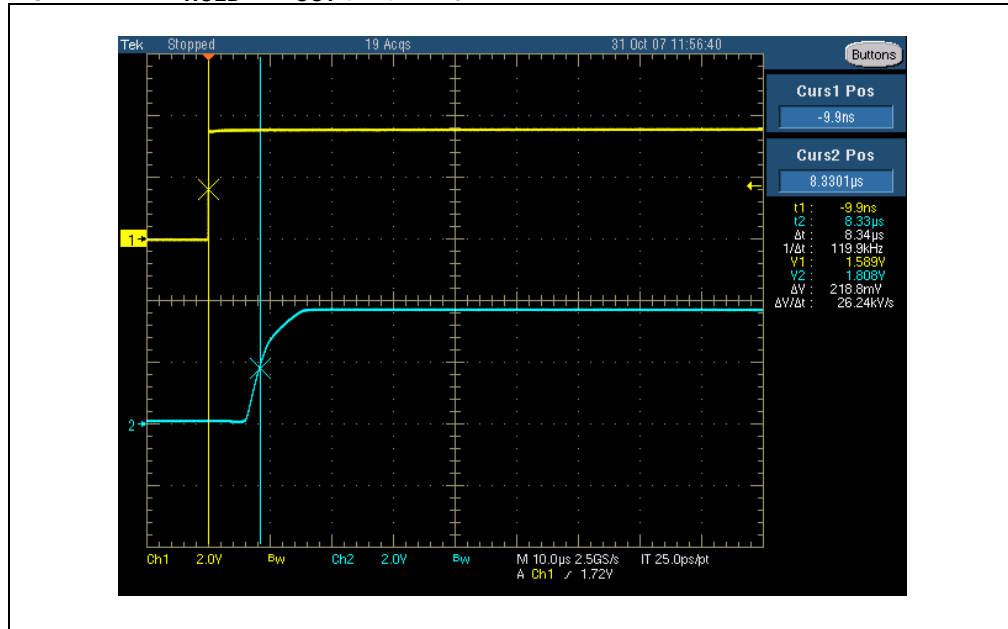 Tek Stopped 19 Acqs 31 Oct 07 11:56:40
Buttons
Curs1 Pos
-9.9ns
Curs2 Pos
8.3301µs
t1 : -9.9ns
t2 : 8.33µs
Δt : 8.34µs
1/Δt : 119.9kHz
V1 : 1.589V
V2 : 1.808V
ΔV : 218.8mV
ΔV/Δt : 26.24kV/s
1
2
Ch1 2.0V Bw Ch2 2.0V Bw M 10.0µs 2.5GS/s IT 25.0ps/pt
A Ch1 / 1.72V